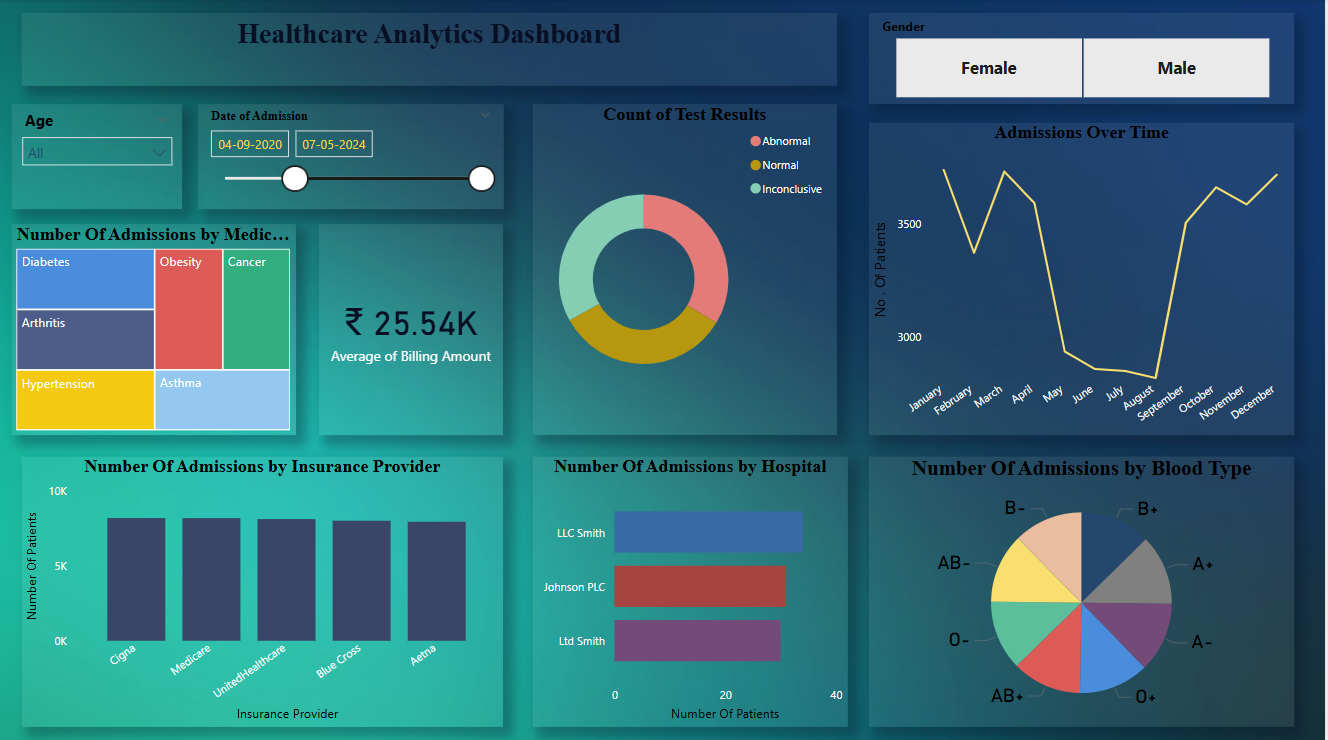 Healthcare Analytics Dashboard
Gender
Female
Male
Age
All
Date of Admission
04-09-2020
07-05-2024
Count of Test Results
Abnormal
Normal
Inconclusive
Admissions Over Time
No . Of Patients
3500
3000
January
February
March
April
May
June
July
August
September
October
November
December
Number Of Admissions by Medic...
Diabetes
Obesity
Cancer
Arthritis
Hypertension
Asthma
₹ 25.54K
Average of Billing Amount
Number Of Admissions by Insurance Provider
Number Of Patients
10K
5K
0K
Cigna
Medicare
UnitedHealthcare
Blue Cross
Aetna
Insurance Provider
Number Of Admissions by Hospital
LLC Smith
Johnson PLC
Ltd Smith
0
20
40
Number Of Patients
Number Of Admissions by Blood Type
B-
B+
AB-
A+
O-
A-
AB+
O+